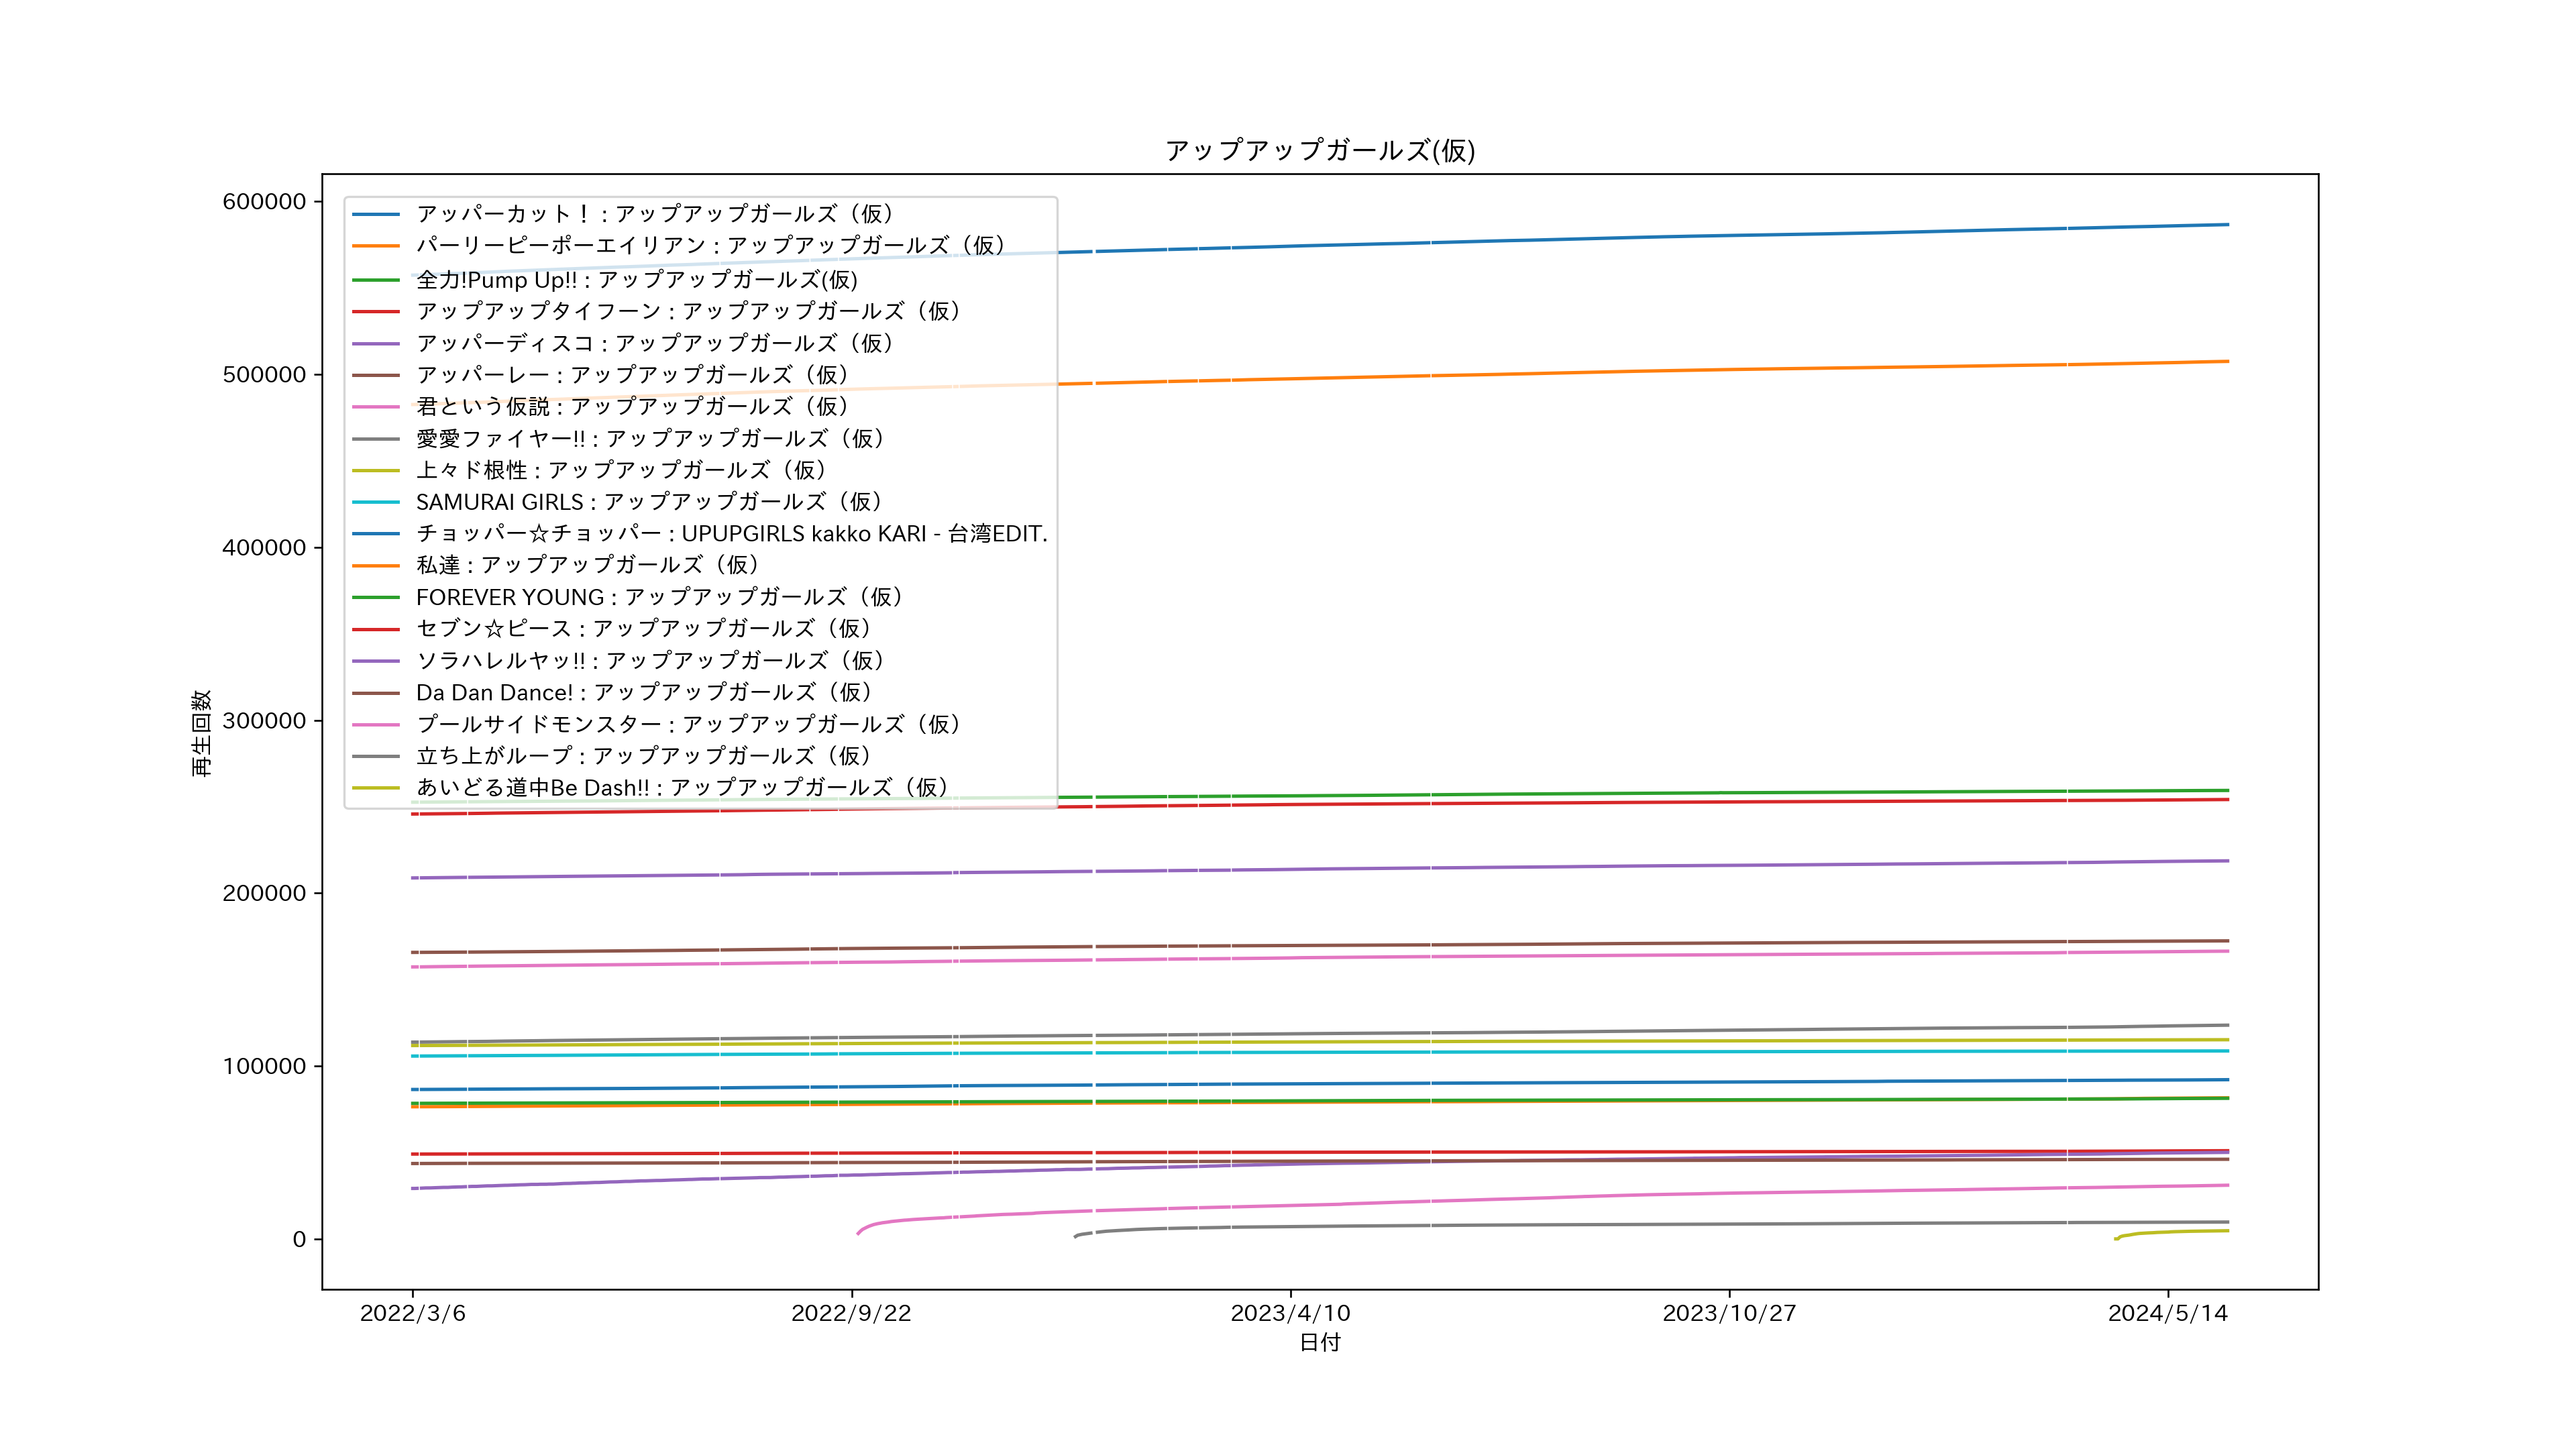 アップアップガールズ(仮)
600000
500000
400000
300000
200000
100000
0
再生回数
アッパーカット！ : アップアップガールズ（仮）
パーリーピーポーエイリアン : アップアップガールズ（仮）
全力!Pump Up!! : アップアップガールズ(仮)
アップアップタイフーン : アップアップガールズ（仮）
アッパーディスコ : アップアップガールズ（仮）
アッパーレー : アップアップガールズ（仮）
君という仮説 : アップアップガールズ（仮）
愛愛ファイヤー!! : アップアップガールズ（仮）
上々ド根性 : アップアップガールズ（仮）
SAMURAI GIRLS : アップアップガールズ（仮）
チョッパー☆チョッパー : UPUPGIRLS kakko KARI - 台湾EDIT.
私達 : アップアップガールズ（仮）
FOREVER YOUNG : アップアップガールズ（仮）
セブン☆ピース : アップアップガールズ（仮）
ソラハレルヤッ!! : アップアップガールズ（仮）
Da Dan Dance! : アップアップガールズ（仮）
プールサイドモンスター : アップアップガールズ（仮）
立ち上がループ : アップアップガールズ（仮）
あいどる道中Be Dash!! : アップアップガールズ（仮）
2022/3/6 2022/9/22 2023/4/10 2023/10/27 2024/5/14
日付